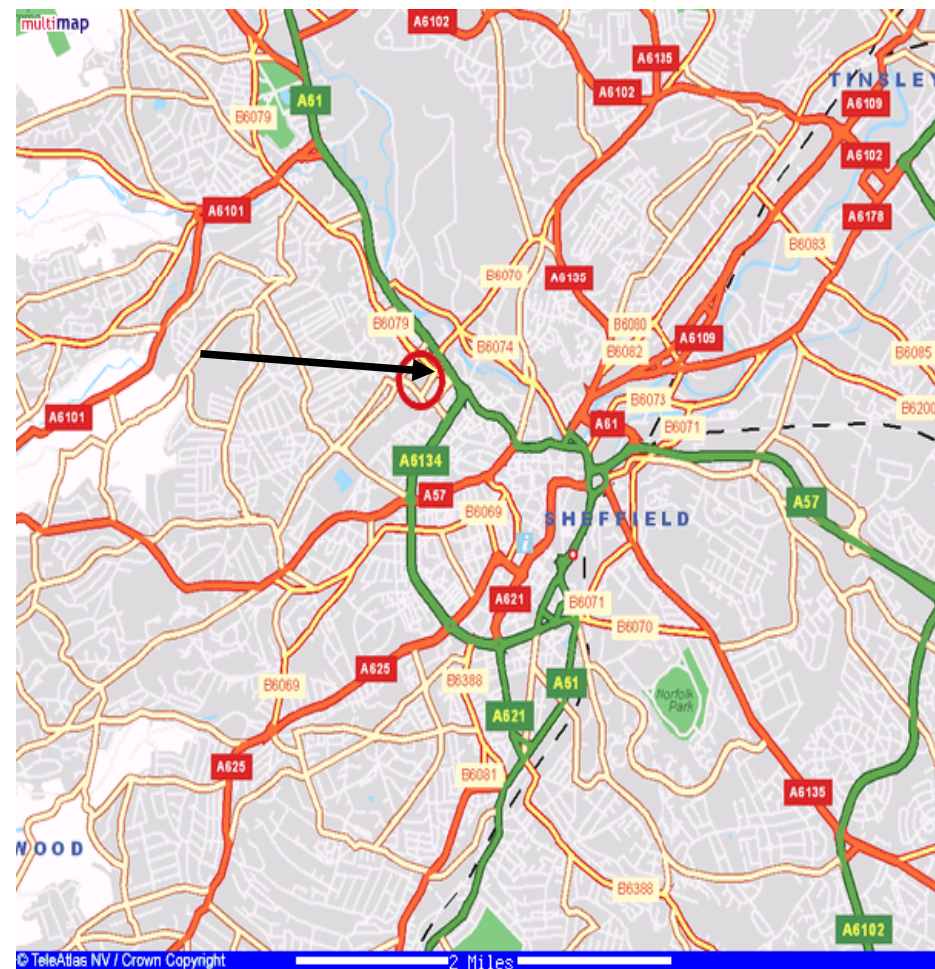 multimap
A6102
A6135
A6102
TINSLEY
A61
A6109
B6079
A6102
A6101
A6178
B6083
B6070
A6135
B6079
B6080
A6109
B6074
B6082
B6085
B6073
B6200
A6101
A61
B6071
A6134
A57
A57
B6069
SHEFFIELD
i
A621
B6071
B6070
A625
B6388
A61
B6069
Norfolk
Park
A621
A625
B6081
A6135
WOOD
B6388
A6102
© TeleAtlas NV / Crown Copyright
2 Miles